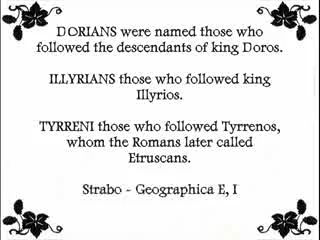 DORIANS were named those who
followed the descendants of king Doros.
ILLYRIANS those who followed king
Illyrios.
TYRRENI those who followed Tyrrenos,
whom the Romans later called
Etruscans.
Strabo - Geographica E, I